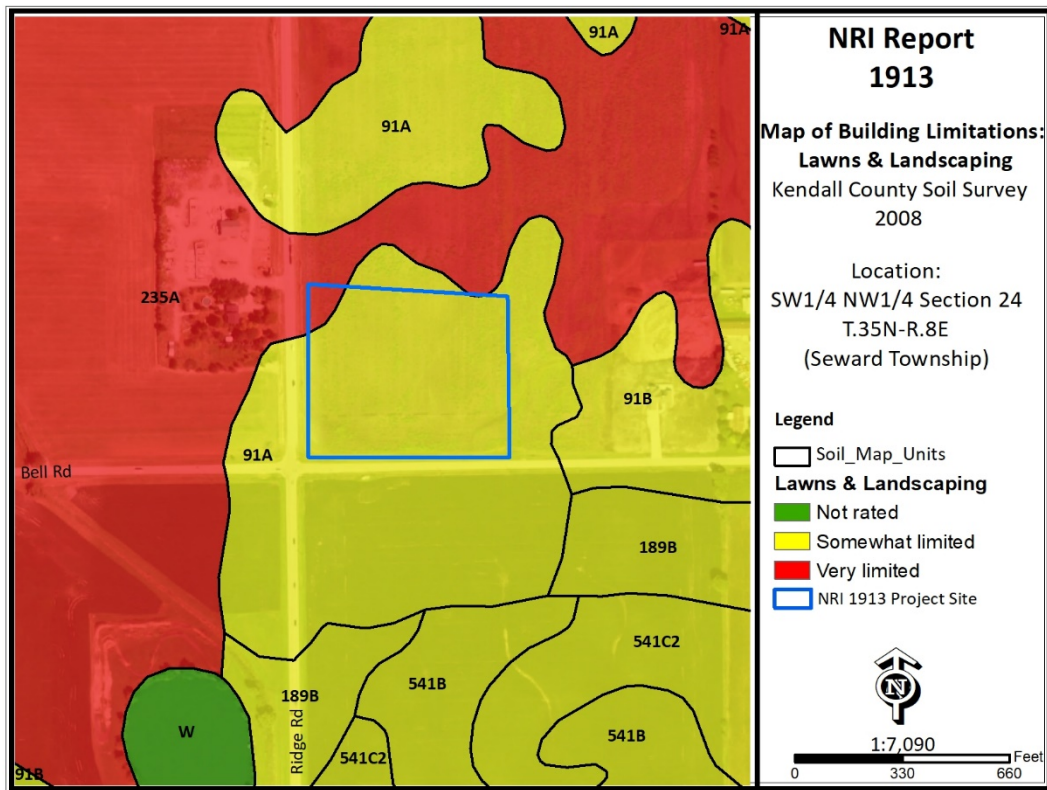 91A
91A
91A
235A
91A
91B
Bell Rd
189B
541C2
541B
189B
Ridge Rd
541C2
541B
W
91B
NRI Report
1913
Map of Building Limitations:
Lawns & Landscaping
Kendall County Soil Survey
2008
Location:
SW1/4 NW1/4 Section 24
T.35N-R.8E
(Seward Township)
Legend
Soil_Map_Units
Lawns & Landscaping
Not rated
Somewhat limited
Very limited
NRI 1913 Project Site
N
1:7,090
Feet
0 330 660